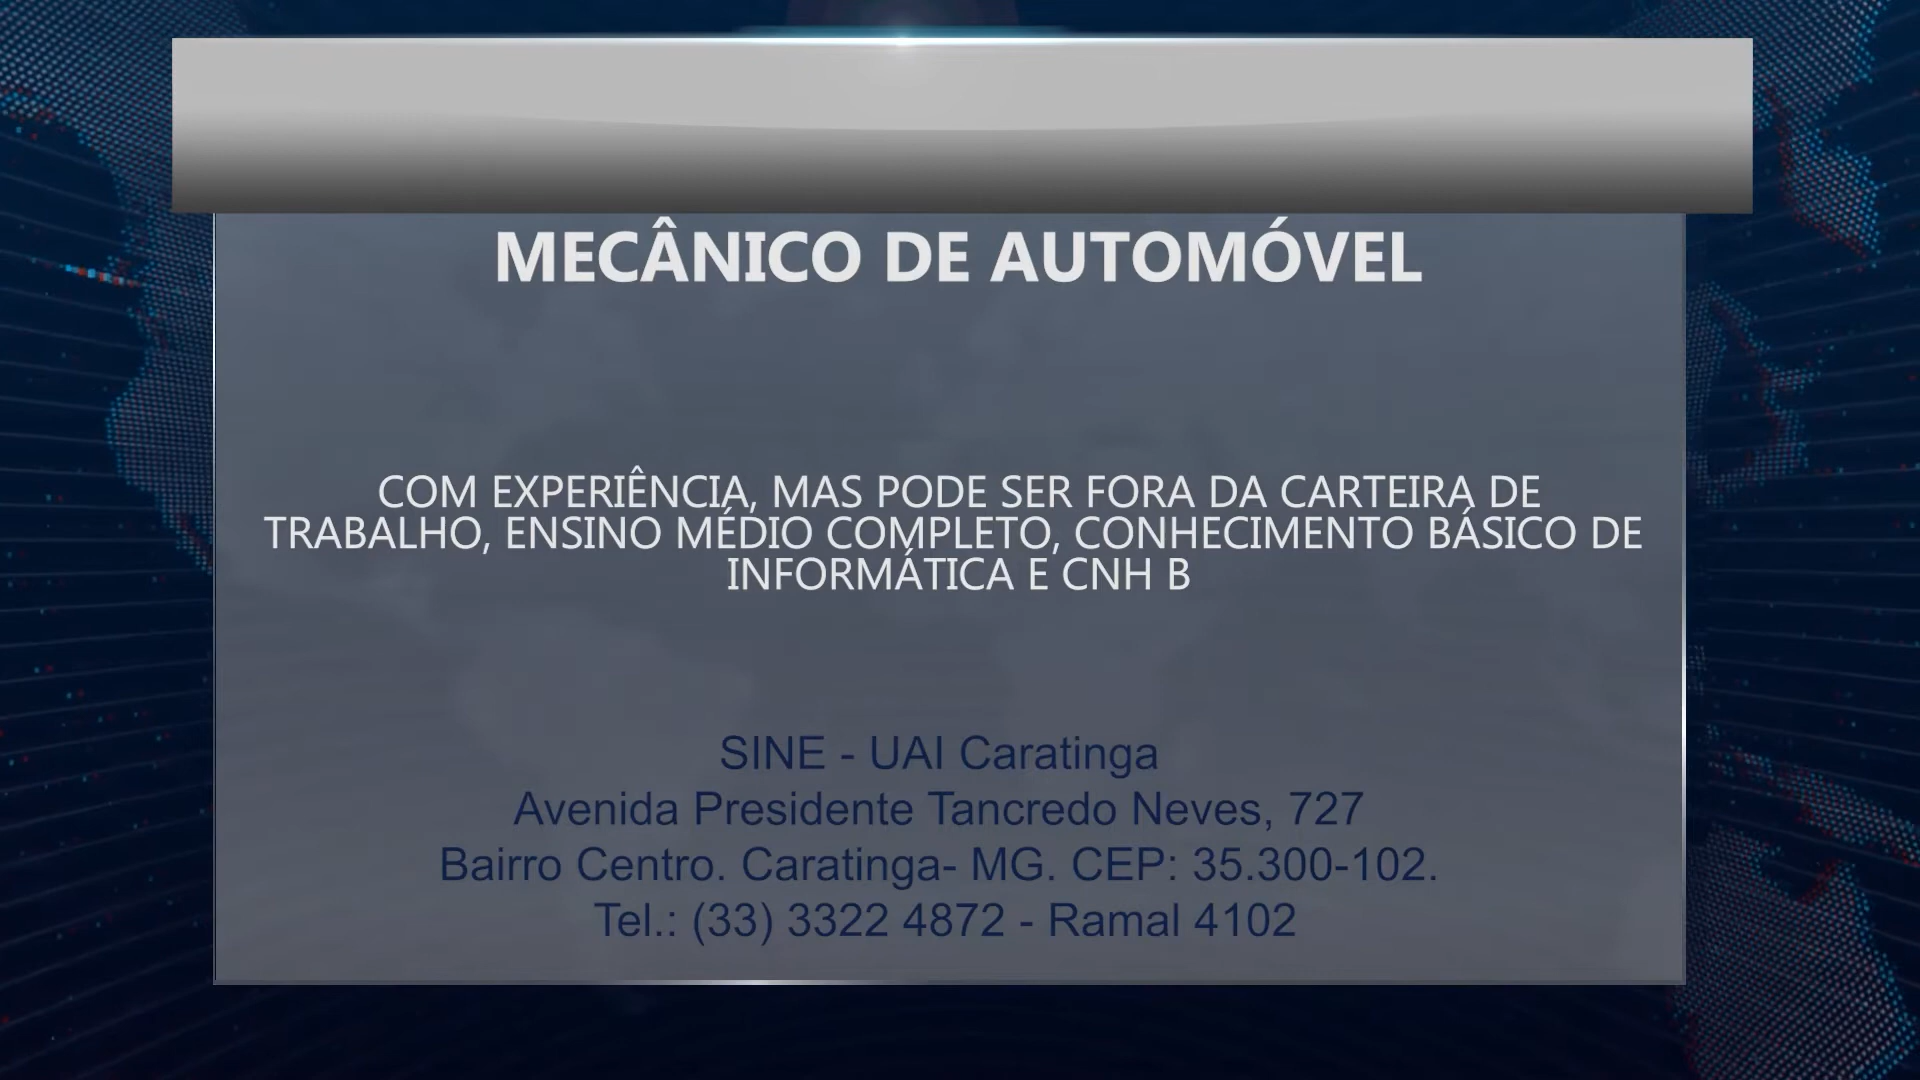 MECÂNICO DE AUTOMÓVEL
COM EXPERIÊNCIA, MAS PODE SER FORA DA CARTEIRA DE
TRABALHO, ENSINO MÉDIO COMPLETO, CONHECIMENTO BÁSICO DE
INFORMÁTICA E CNH B
SINE - UAI Caratinga
Avenida Presidente Tancredo Neves, 727
Bairro Centro. Caratinga- MG. CEP: 35.300-102.
Tel.: (33) 3322 4872 - Ramal 4102